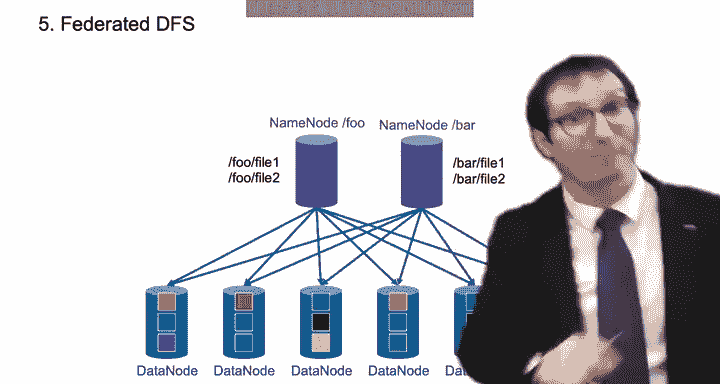 5. Federated DFS
NameNode /foo
NameNode /bar
/foo/file1
/foo/file2
/bar/file1
/bar/file2
DataNode
DataNode
DataNode
DataNode